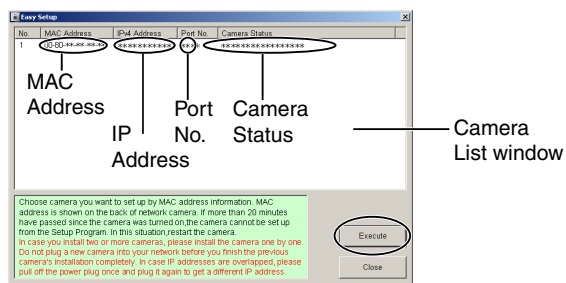 Easy Setup
No. MAC Address IPv4 Address Port No. Camera Status
1 00-80-**-**-**-** *********** **** *****************
MAC Address
IP Address
Port No.
Camera Status
Camera List window
Choose camera you want to set up by MAC address information. MAC
address is shown on the back of network camera. If more than 20 minutes
have passed since the camera was turned on,the camera cannot be set up
from the Setup Program. In this situation,restart the camera.
In case you install two or more cameras, please install the camera one by one.
Do not plug a new camera into your network before you finish the previous
camera's installation completely. In case IP addresses are overlapped, please
pull off the power plug once and plug it again to get a different IP address.
Execute
Close